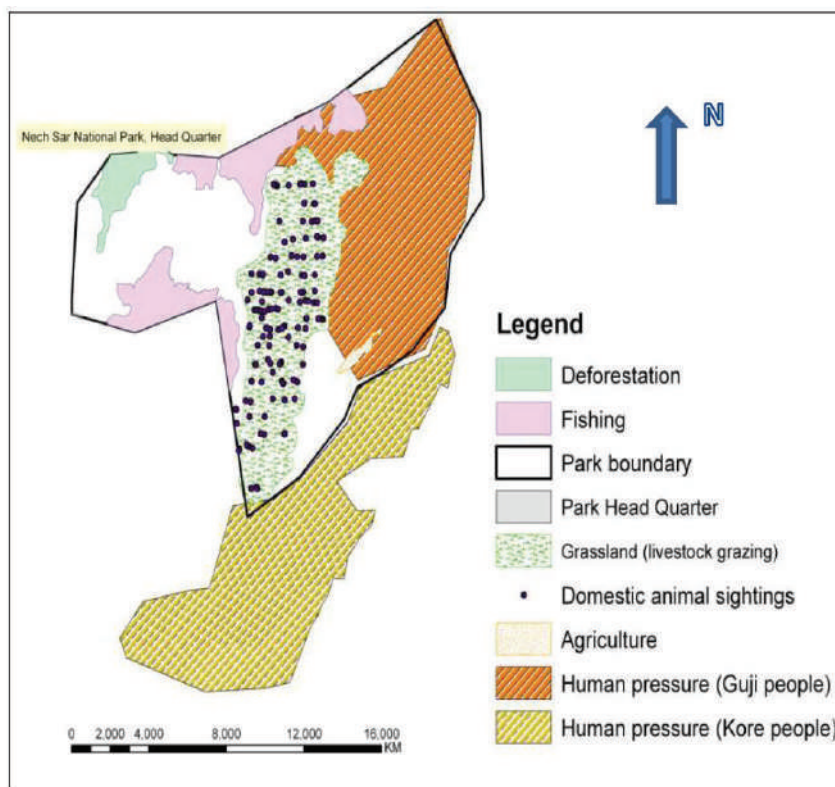 Nech Sar National Park, Head Quarter
N
Legend
Deforestation
Fishing
Park boundary
Park Head Quarter
Grassland (livestock grazing)
Domestic animal sightings
Agriculture
Human pressure (Guji people)
Human pressure (Kore people)
0 2,000 4,000 8,000 12,000 16,000
KM